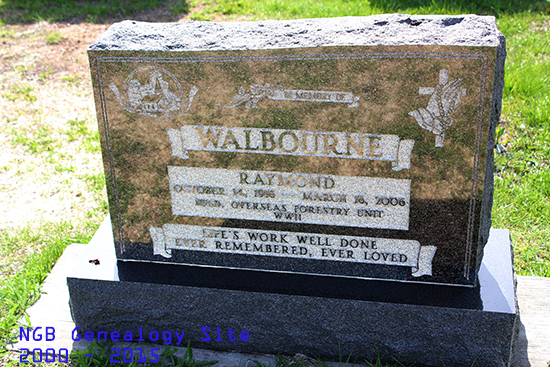 IN MEMORY OF
WALBOURNE
RAYMOND
OCTOBER 14, MARCH 18, 2006
NFLD. OVERSEAS FORESTRY UNIT
WWII
LIFE'S WORK WELL DONE
EVER REMEMBERED, EVER LOVED
NGB Genealogy Site
2000 - 2015